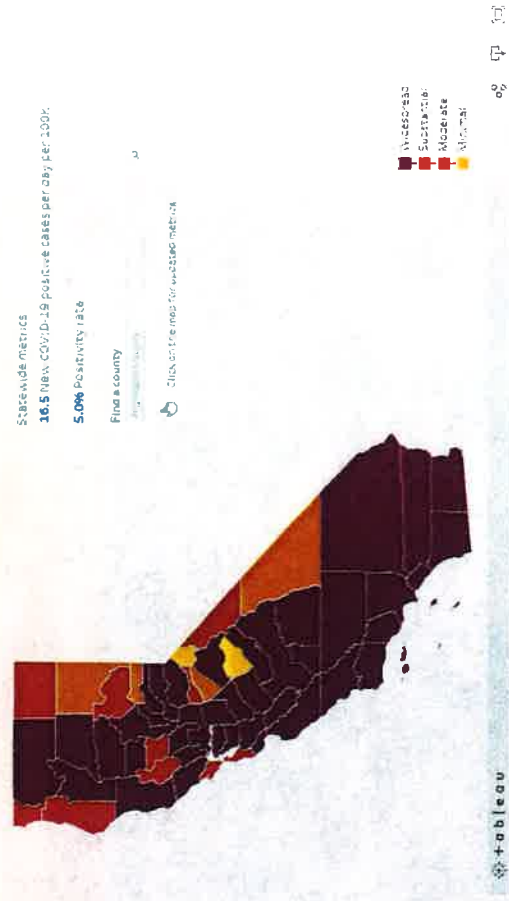 Statewide metrics
16.5 New COVID-19 positive cases per day per 100K
5.0% Positivity rate
Find a county
Click on the map for updated metrics
Widespread
Substantial
Moderate
Minimal
+ableau